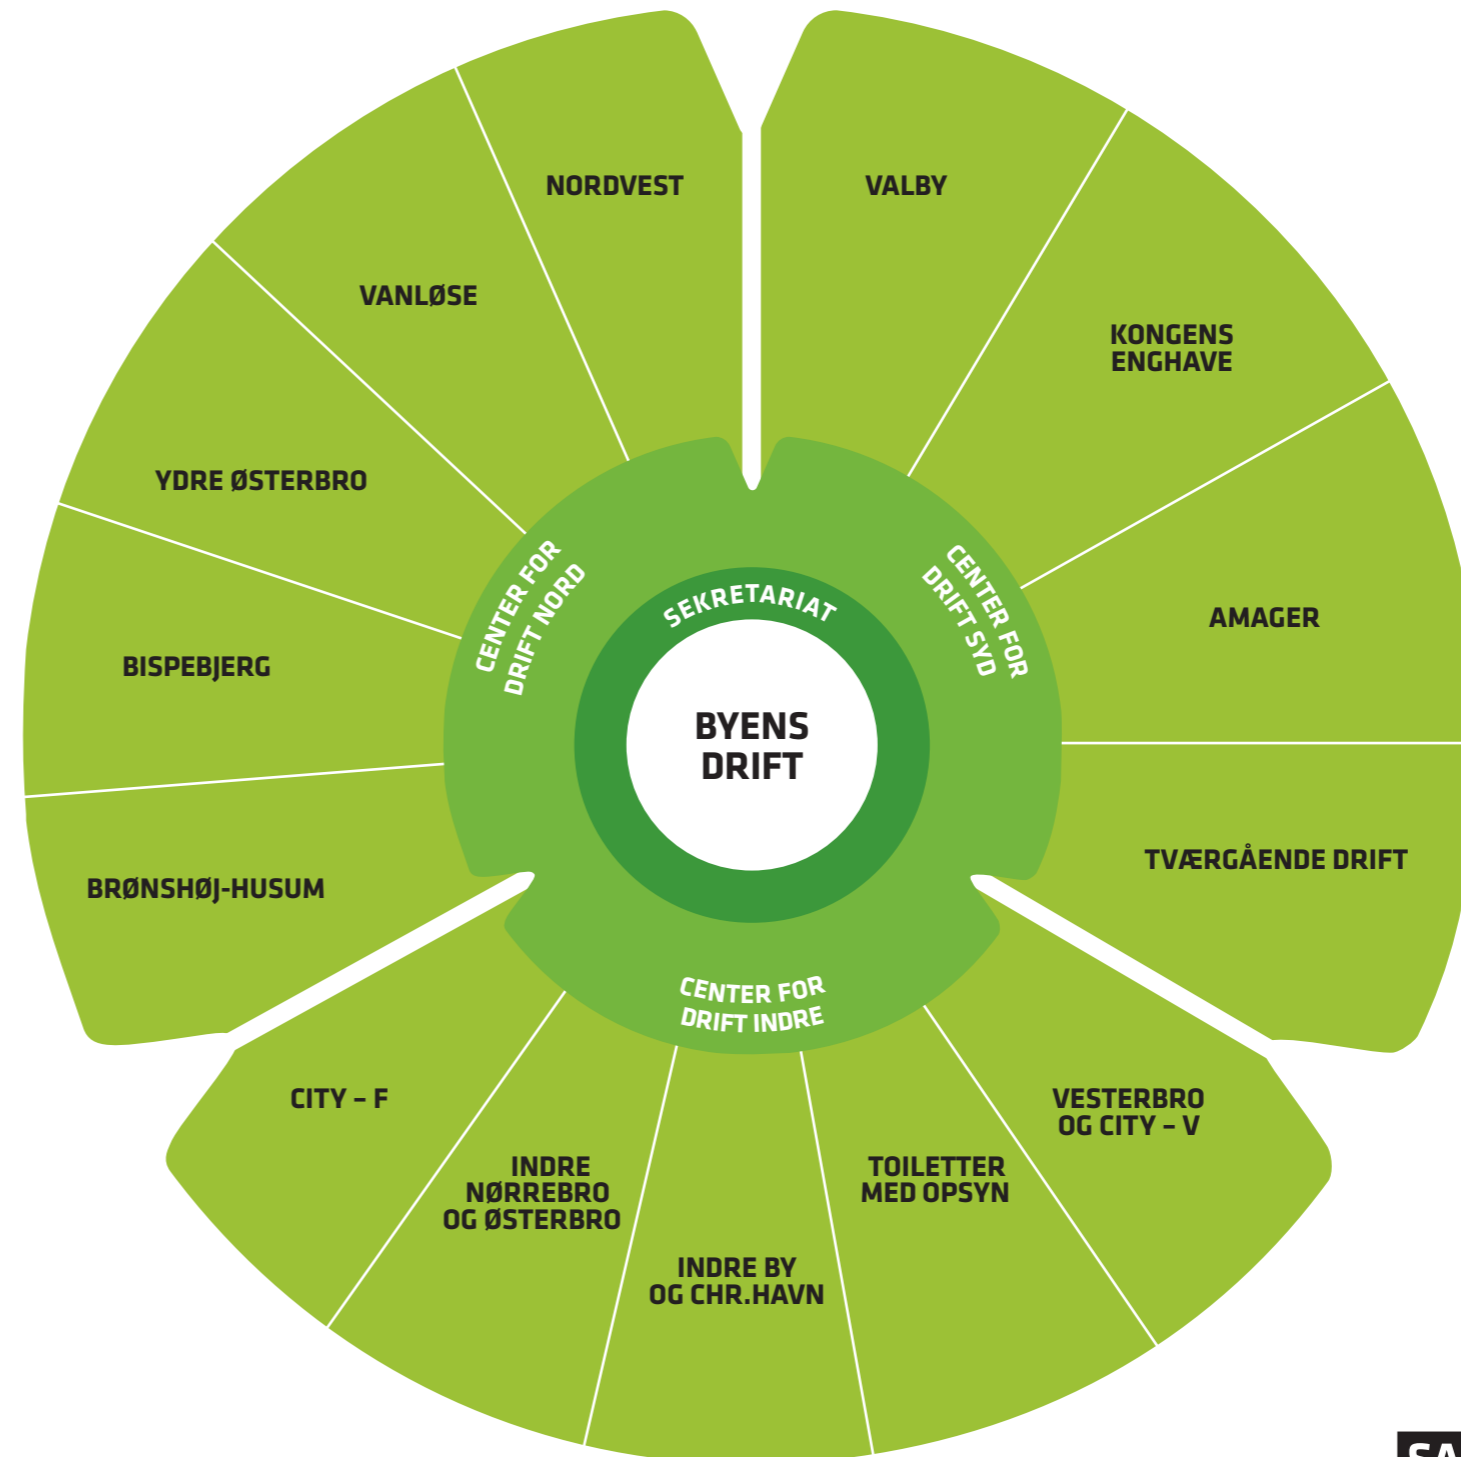 NORDVEST
VALBY
VANLØSE
KONGENS
ENGHAVE
YDRE ØSTERBRO
CENTER FOR
DRIFT NORD
SEKRETARIAT
CENTER FOR
DRIFT SYD
AMAGER
BISPEBJERG
BYENS
DRIFT
TVÆRGÅENDE DRIFT
BRØNSHØJ-HUSUM
CENTER FOR
DRIFT INDRE
CITY – F
VESTERBRO
OG CITY – V
INDRE
NØRREBRO
OG ØSTERBRO
TOILETTER
MED OPSYN
INDRE BY
OG CHR.HAVN